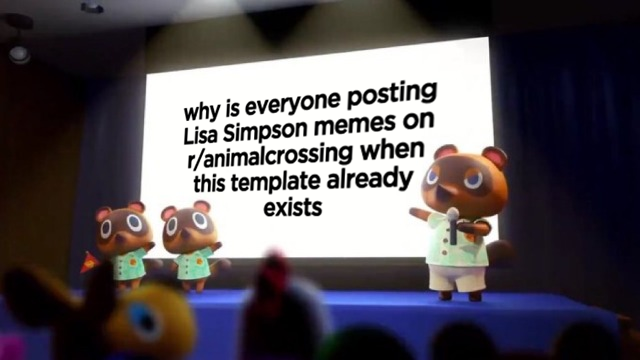 why is everyone posting
Lisa Simpson memes on
r/animalcrossing when
this template already
exists